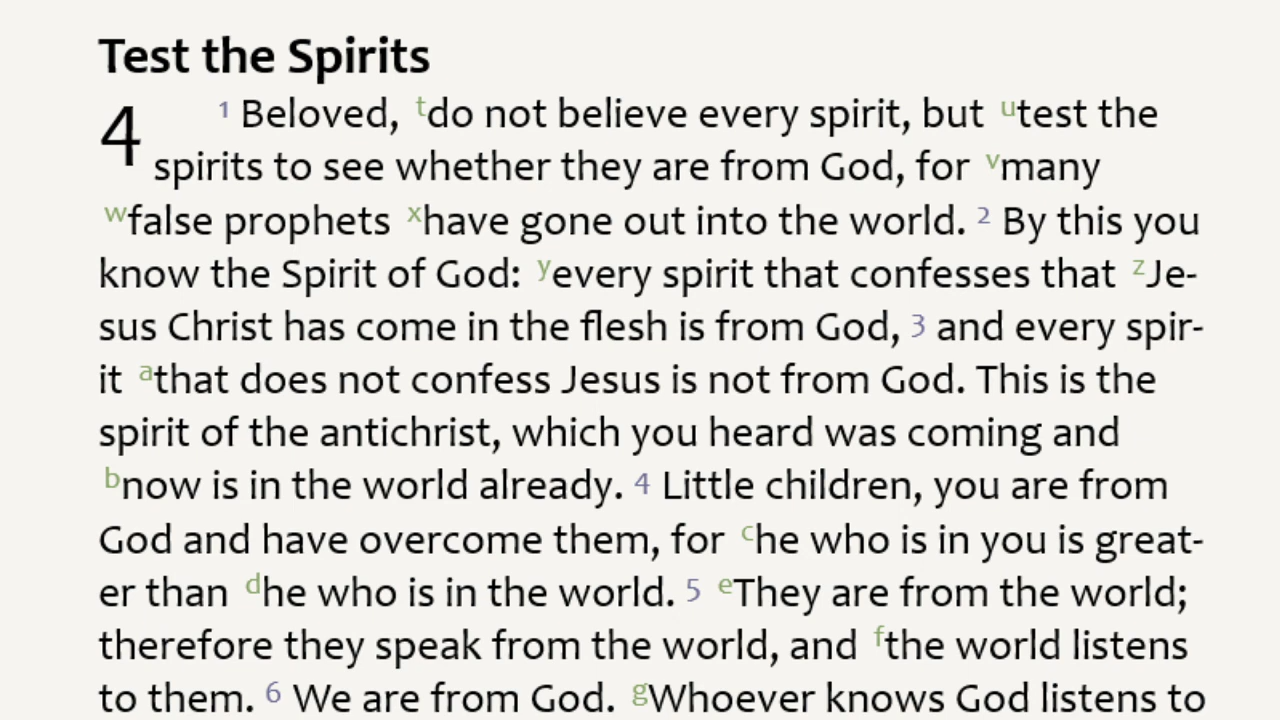 Test the Spirits
4 1 Beloved, tdo not believe every spirit, but utest the
spirits to see whether they are from God, for vmany
wfalse prophets xhave gone out into the world. 2 By this you
know the Spirit of God: yevery spirit that confesses that zJe-
sus Christ has come in the flesh is from God, 3 and every spir-
it athat does not confess Jesus is not from God. This is the
spirit of the antichrist, which you heard was coming and
bnow is in the world already. 4 Little children, you are from
God and have overcome them, for che who is in you is great-
er than dhe who is in the world. 5 eThey are from the world;
therefore they speak from the world, and fthe world listens
to them. 6 We are from God. gWhoever knows God listens to